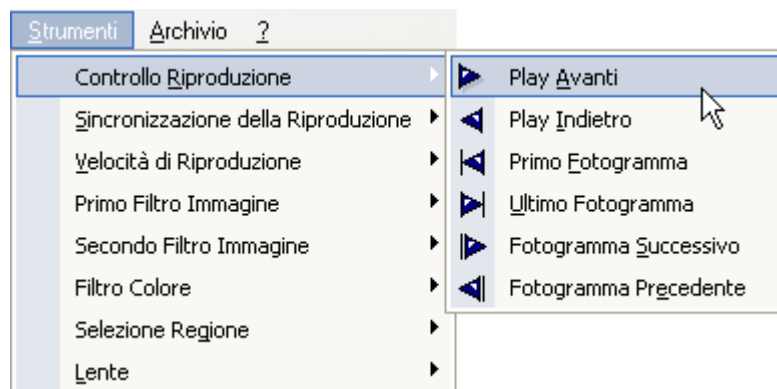 Strumenti Archivio ?
Controllo Riproduzione
Sincronizzazione della Riproduzione
Velocità di Riproduzione
Primo Filtro Immagine
Secondo Filtro Immagine
Filtro Colore
Selezione Regione
Lente
Play Avanti
Play Indietro
Primo Fotogramma
Ultimo Fotogramma
Fotogramma Successivo
Fotogramma Precedente